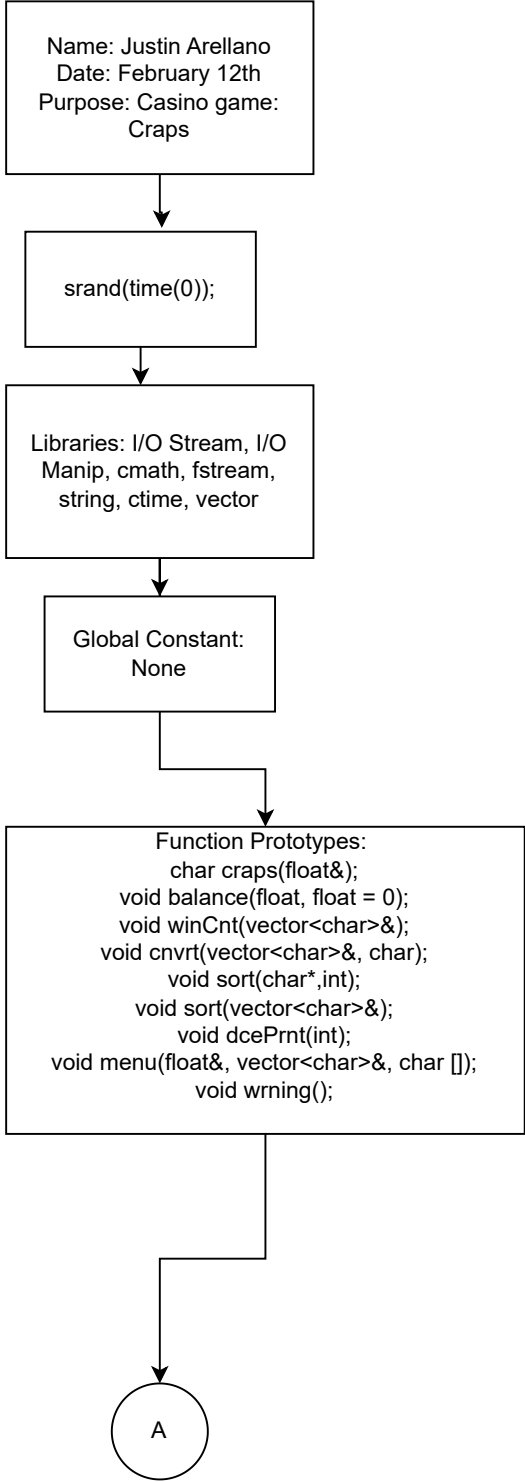 Name: Justin Arellano
Date: February 12th
Purpose: Casino game:
Craps
srand(time(0));
Libraries: I/O Stream, I/O
Manip, cmath, fstream,
string, ctime, vector
Global Constant:
None
Function Prototypes:
char craps(float&);
void balance(float, float = 0);
void winCnt(vector<char>&);
void cnvrt(vector<char>&, char);
void sort(char*,int);
void sort(vector<char>&);
void dcePrnt(int);
void menu(float&, vector<char>&, char []);
void wrning();
A